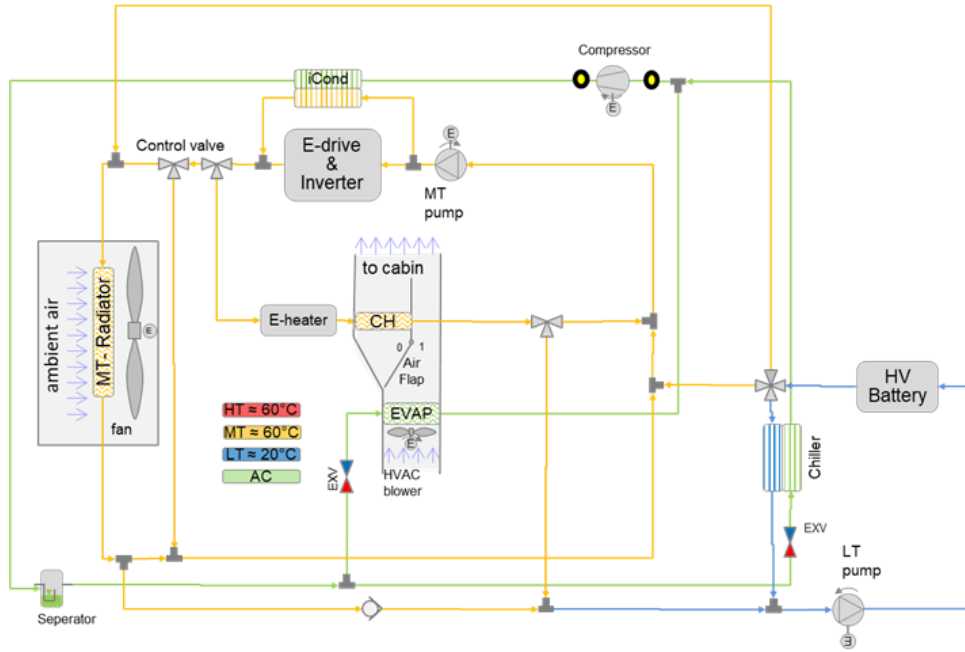 Compressor
iCond
E
E
Control valve
E-drive
&
Inverter
MT
pump
to cabin
ambient air
MT- Radiator
E
fan
E-heater
CH
0 1
Air
Flap
HV
Battery
HT ≈ 60°C
MT ≈ 60°C
LT ≈ 20°C
AC
EVAP
E
EXV
HVAC
blower
Chiller
EXV
LT
pump
Seperator
E